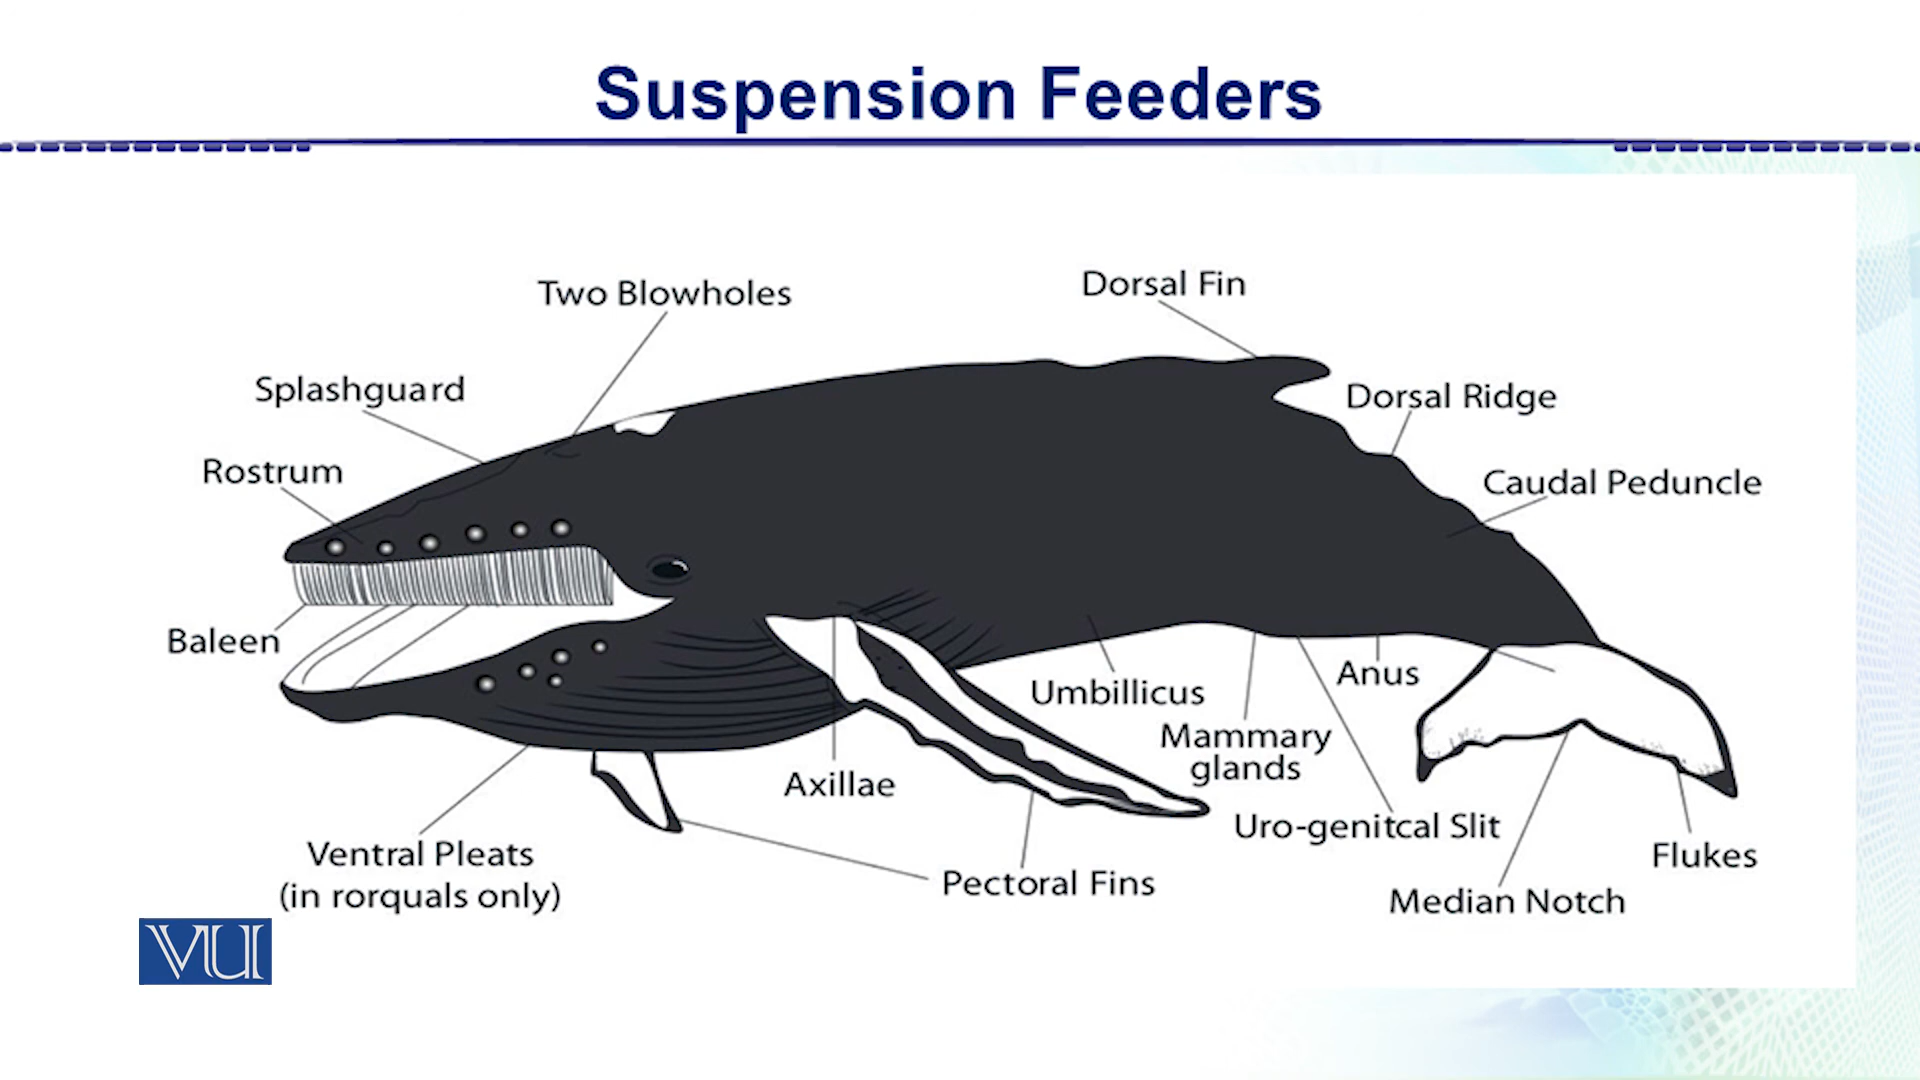 Suspension Feeders
Two Blowholes
Dorsal Fin
Splashguard
Dorsal Ridge
Rostrum
Caudal Peduncle
Baleen
Umbillicus
Anus
Mammary
glands
Axillae
Uro-genitcal Slit
Ventral Pleats
(in rorquals only)
Pectoral Fins
Flukes
Median Notch
VU